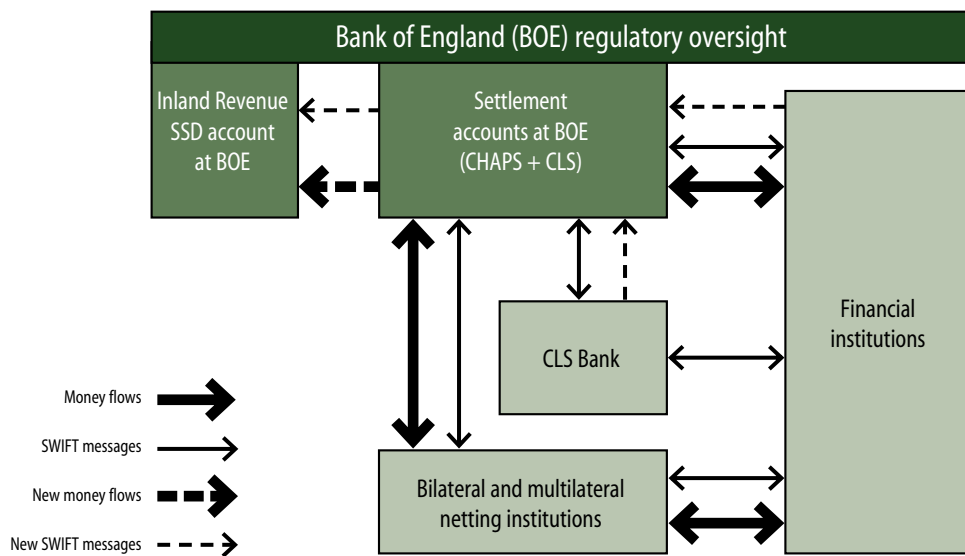 Bank of England (BOE) regulatory oversight
Inland Revenue
SSD account
at BOE
Settlement
accounts at BOE
(CHAPS + CLS)
Financial
institutions
CLS Bank
Bilateral and multilateral
netting institutions
Money flows
SWIFT messages
New money flows
New SWIFT messages